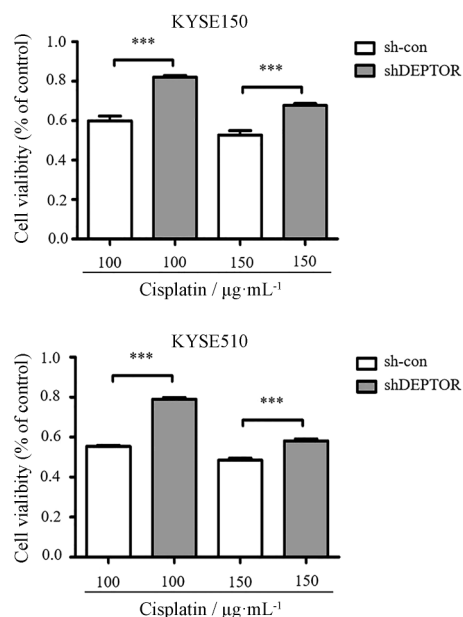 KYSE150
sh-con
shDEPTOR
Cell vialibity (% of control)
1.0
0.8
0.6
0.4
0.2
0.0
***
***
100 100 150 150
Cisplatin / μg·mL⁻¹
KYSE510
sh-con
shDEPTOR
Cell vialibity (% of control)
1.0
0.8
0.6
0.4
0.2
0.0
***
***
100 100 150 150
Cisplatin / μg·mL⁻¹